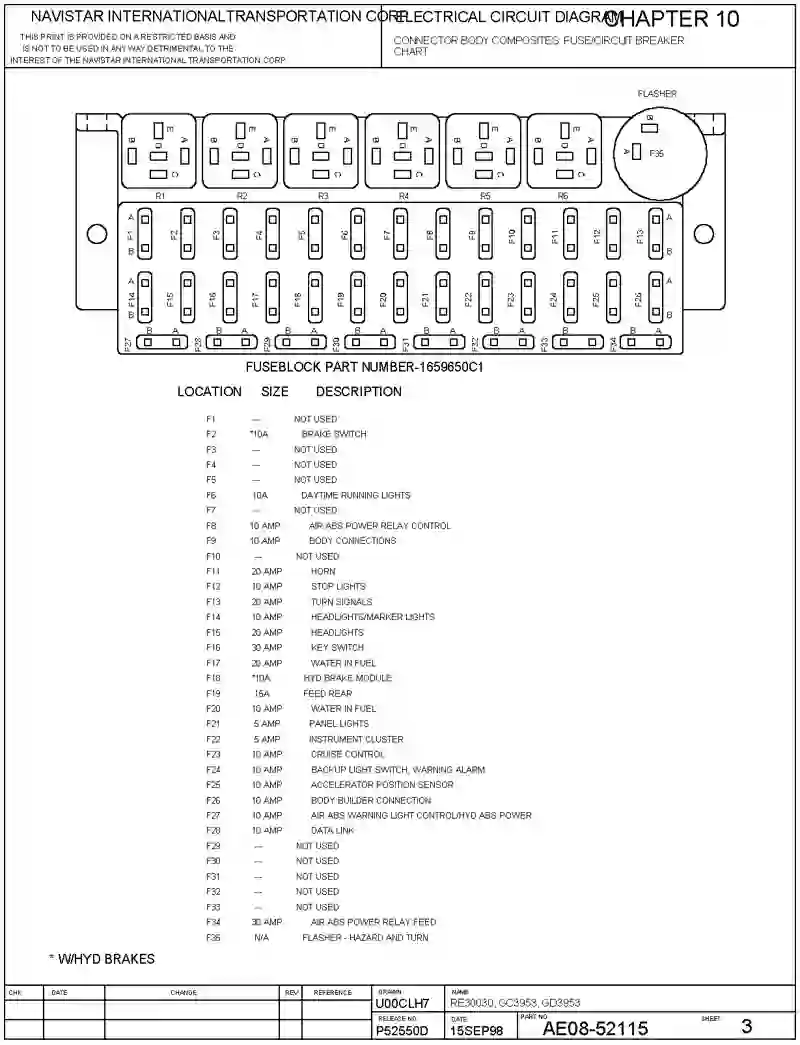 NAVISTAR INTERNATIONAL TRANSPORTATION CORP.
THIS PRINT IS PROVIDED ON A RESTRICTED BASIS AND
IS NOT TO BE USED IN ANY WAY DETRIMENTAL TO THE
INTEREST OF THE NAVISTAR INTERNATIONAL TRANSPORTATION CORP
ELECTRICAL CIRCUIT DIAGRAM CHAPTER 10
CONNECTOR BODY COMPOSITES: FUSE/CIRCUIT BREAKER
CHART
FLASHER
B
A F35
E E E E E E
B D A B D A B D A B D A B D A B D A
C C C C C C
R1 R2 R3 R4 R5 R6
A A
F1 F2 F3 F4 F5 F6 F7 F8 F9 F10 F11 F12 F13
B B
A A
F14 F15 F16 F17 F18 F19 F20 F21 F22 F23 F24 F25 F26
B B
B A B A B A B A B A B A B A B A
F27 F28 F29 F30 F31 F32 F33 F34
FUSEBLOCK PART NUMBER-1659650C1
LOCATION SIZE DESCRIPTION
F1 --- NOT USED
F2 *10A BRAKE SWITCH
F3 --- NOT USED
F4 --- NOT USED
F5 --- NOT USED
F6 10A DAYTIME RUNNING LIGHTS
F7 --- NOT USED
F8 10 AMP AIR ABS POWER RELAY CONTROL
F9 10 AMP BODY CONNECTIONS
F10 --- NOT USED
F11 20 AMP HORN
F12 10 AMP STOP LIGHTS
F13 20 AMP TURN SIGNALS
F14 10 AMP HEADLIGHTS/MARKER LIGHTS
F15 20 AMP HEADLIGHTS
F16 30 AMP KEY SWITCH
F17 20 AMP WATER IN FUEL
F18 *10A HYD BRAKE MODULE
F19 15A FEED REAR
F20 10 AMP WATER IN FUEL
F21 5 AMP PANEL LIGHTS
F22 5 AMP INSTRUMENT CLUSTER
F23 10 AMP CRUISE CONTROL
F24 10 AMP BACKUP LIGHT SWITCH, WARNING ALARM
F25 10 AMP ACCELERATOR POSITION SENSOR
F26 10 AMP BODY BUILDER CONNECTION
F27 10 AMP AIR ABS WARNING LIGHT CONTROL/HYD ABS POWER
F28 10 AMP DATA LINK
F29 --- NOT USED
F30 --- NOT USED
F31 --- NOT USED
F32 --- NOT USED
F33 --- NOT USED
F34 30 AMP AIR ABS POWER RELAY FEED
F35 N/A FLASHER - HAZARD AND TURN
* W/HYD BRAKES
CHK DATE CHANGE REV REFERENCE
DRAWN
U00CLH7
NAME
RE30030, GC3953, GD3953
RELEASE NO.
P52550D
DATE
15SEP98
PART NO.
AE08-52115
SHEET 3